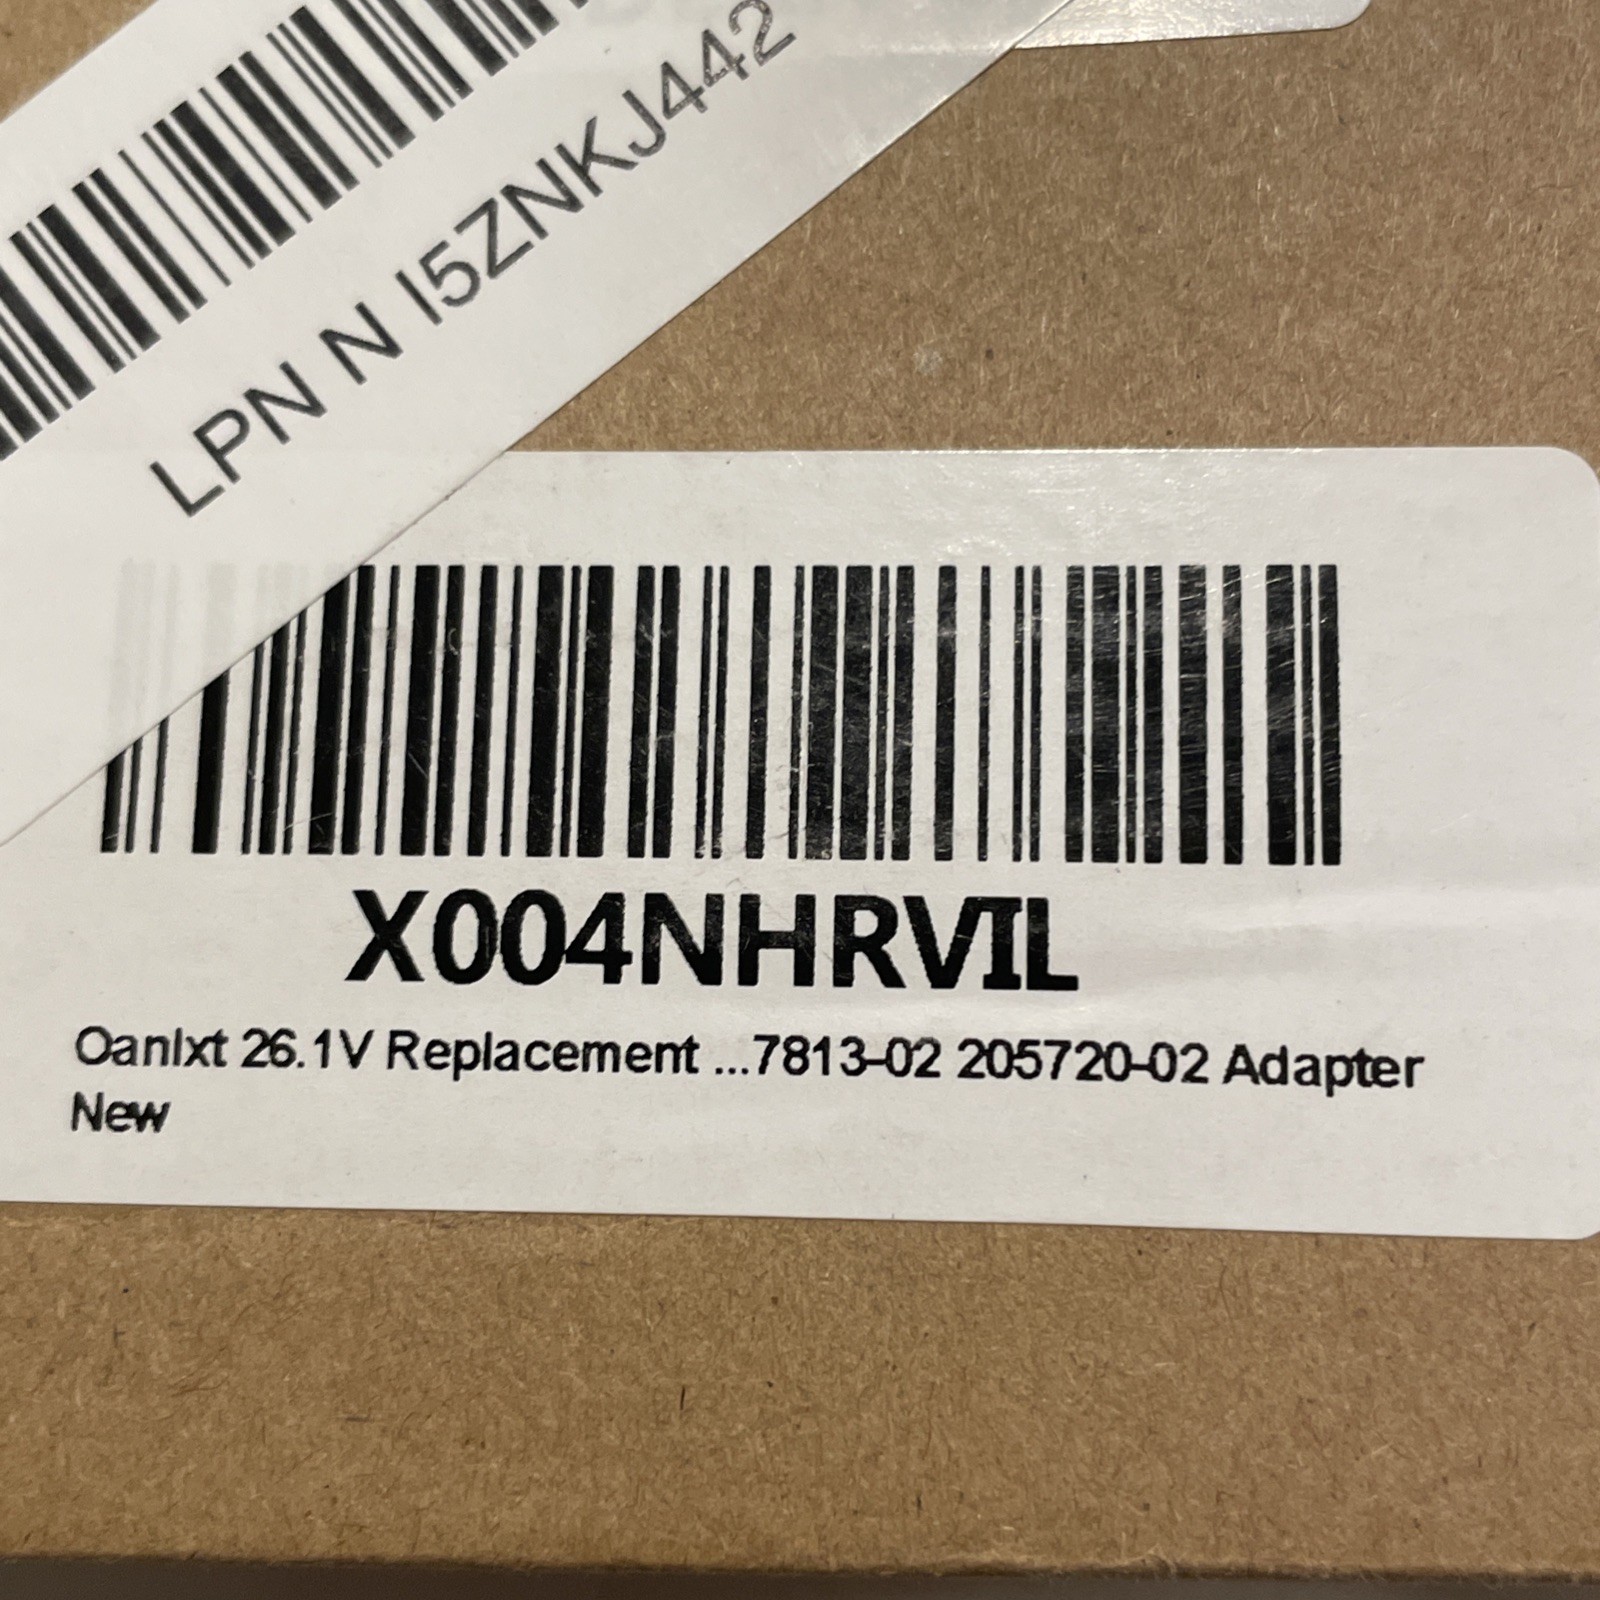 LPN N I5ZNKJ442
X004NHRVIL
Oanlxt 26.1V Replacement ...7813-02 205720-02 Adapter
New